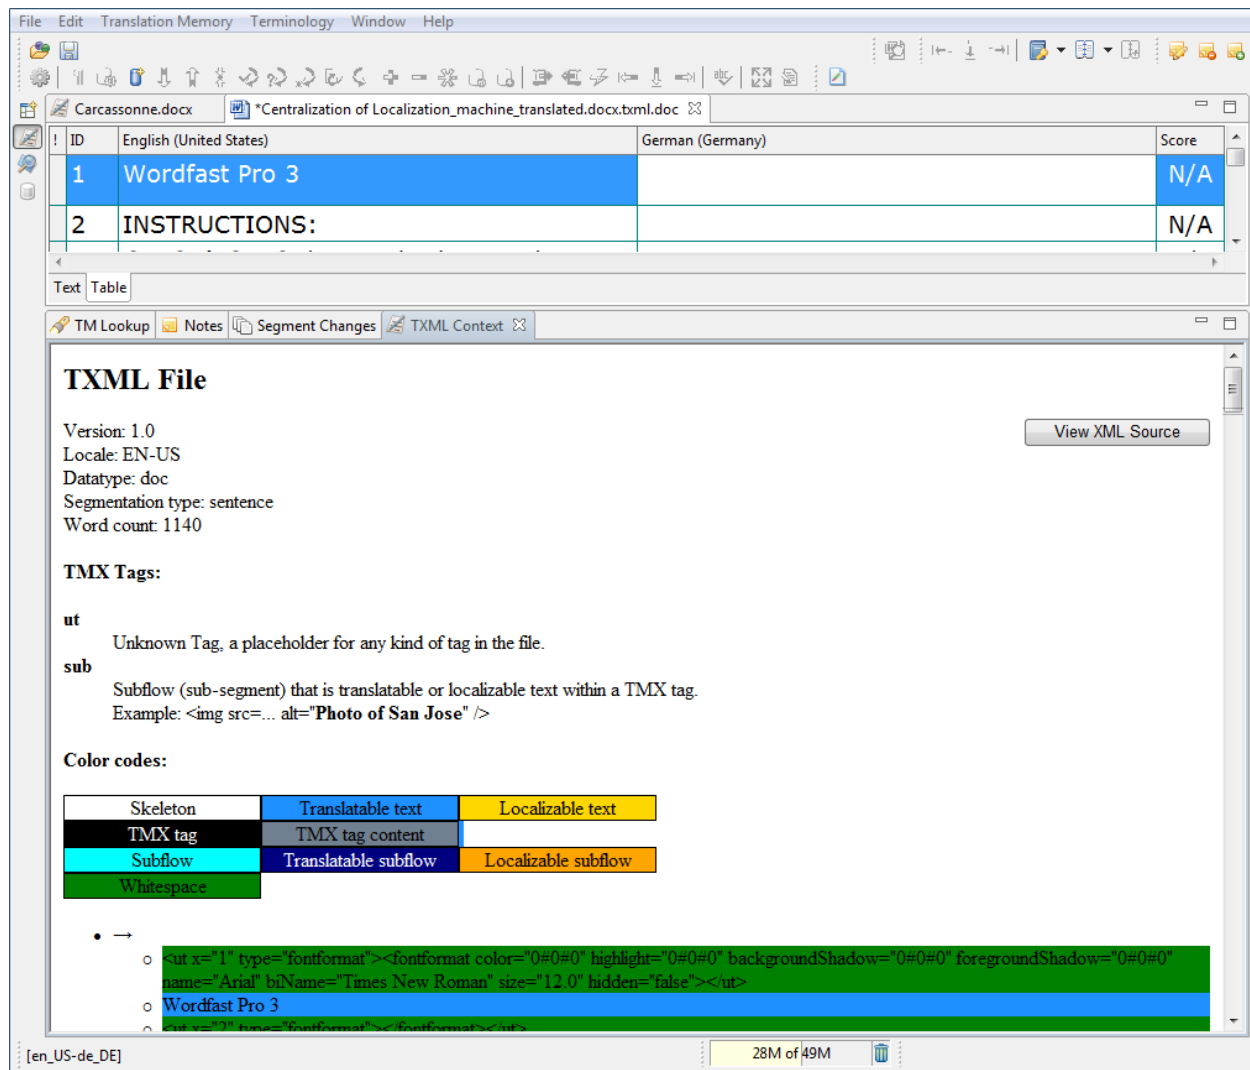 File Edit Translation Memory Terminology Window Help
Carcassonne.docx *Centralization of Localization_machine_translated.docx.txml.doc
! ID English (United States) German (Germany) Score
1 Wordfast Pro 3 N/A
2 INSTRUCTIONS: N/A
Text Table
TM Lookup Notes Segment Changes TXML Context
TXML File
Version: 1.0
View XML Source
Locale: EN-US
Datatype: doc
Segmentation type: sentence
Word count: 1140
TMX Tags:
ut
Unknown Tag, a placeholder for any kind of tag in the file.
sub
Subflow (sub-segment) that is translatable or localizable text within a TMX tag.
Example: <img src=... alt="Photo of San Jose" />
Color codes:
Skeleton Translatable text Localizable text
TMX tag TMX tag content
Subflow Translatable subflow Localizable subflow
Whitespace
<ut x="1" type="fontformat"><fontformat color="0#0#0" highlight="0#0#0" backgroundShadow="0#0#0" foregroundShadow="0#0#0"
name="Arial" biName="Times New Roman" size="12.0" hidden="false"></ut>
Wordfast Pro 3
<ut x="2" type="fontformat"></fontformat></ut>
[en_US-de_DE] 28M of 49M